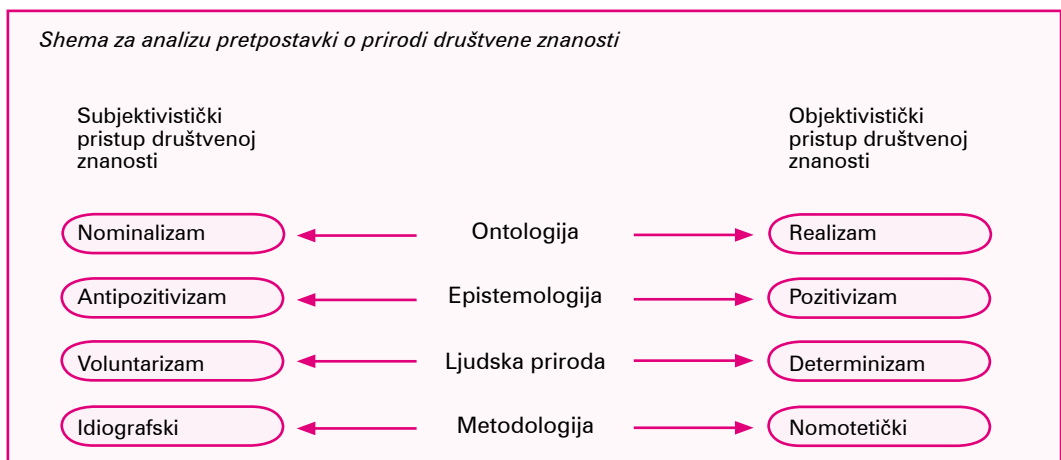 Shema za analizu pretpostavki o prirodi društvene znanosti
Subjektivistički
pristup društvenoj
znanosti
Objektivistički
pristup društvenoj
znanosti
Nominalizam Ontologija Realizam
Antipozitivizam Epistemologija Pozitivizam
Voluntarizam Ljudska priroda Determinizam
Idiografski Metodologija Nomotetički